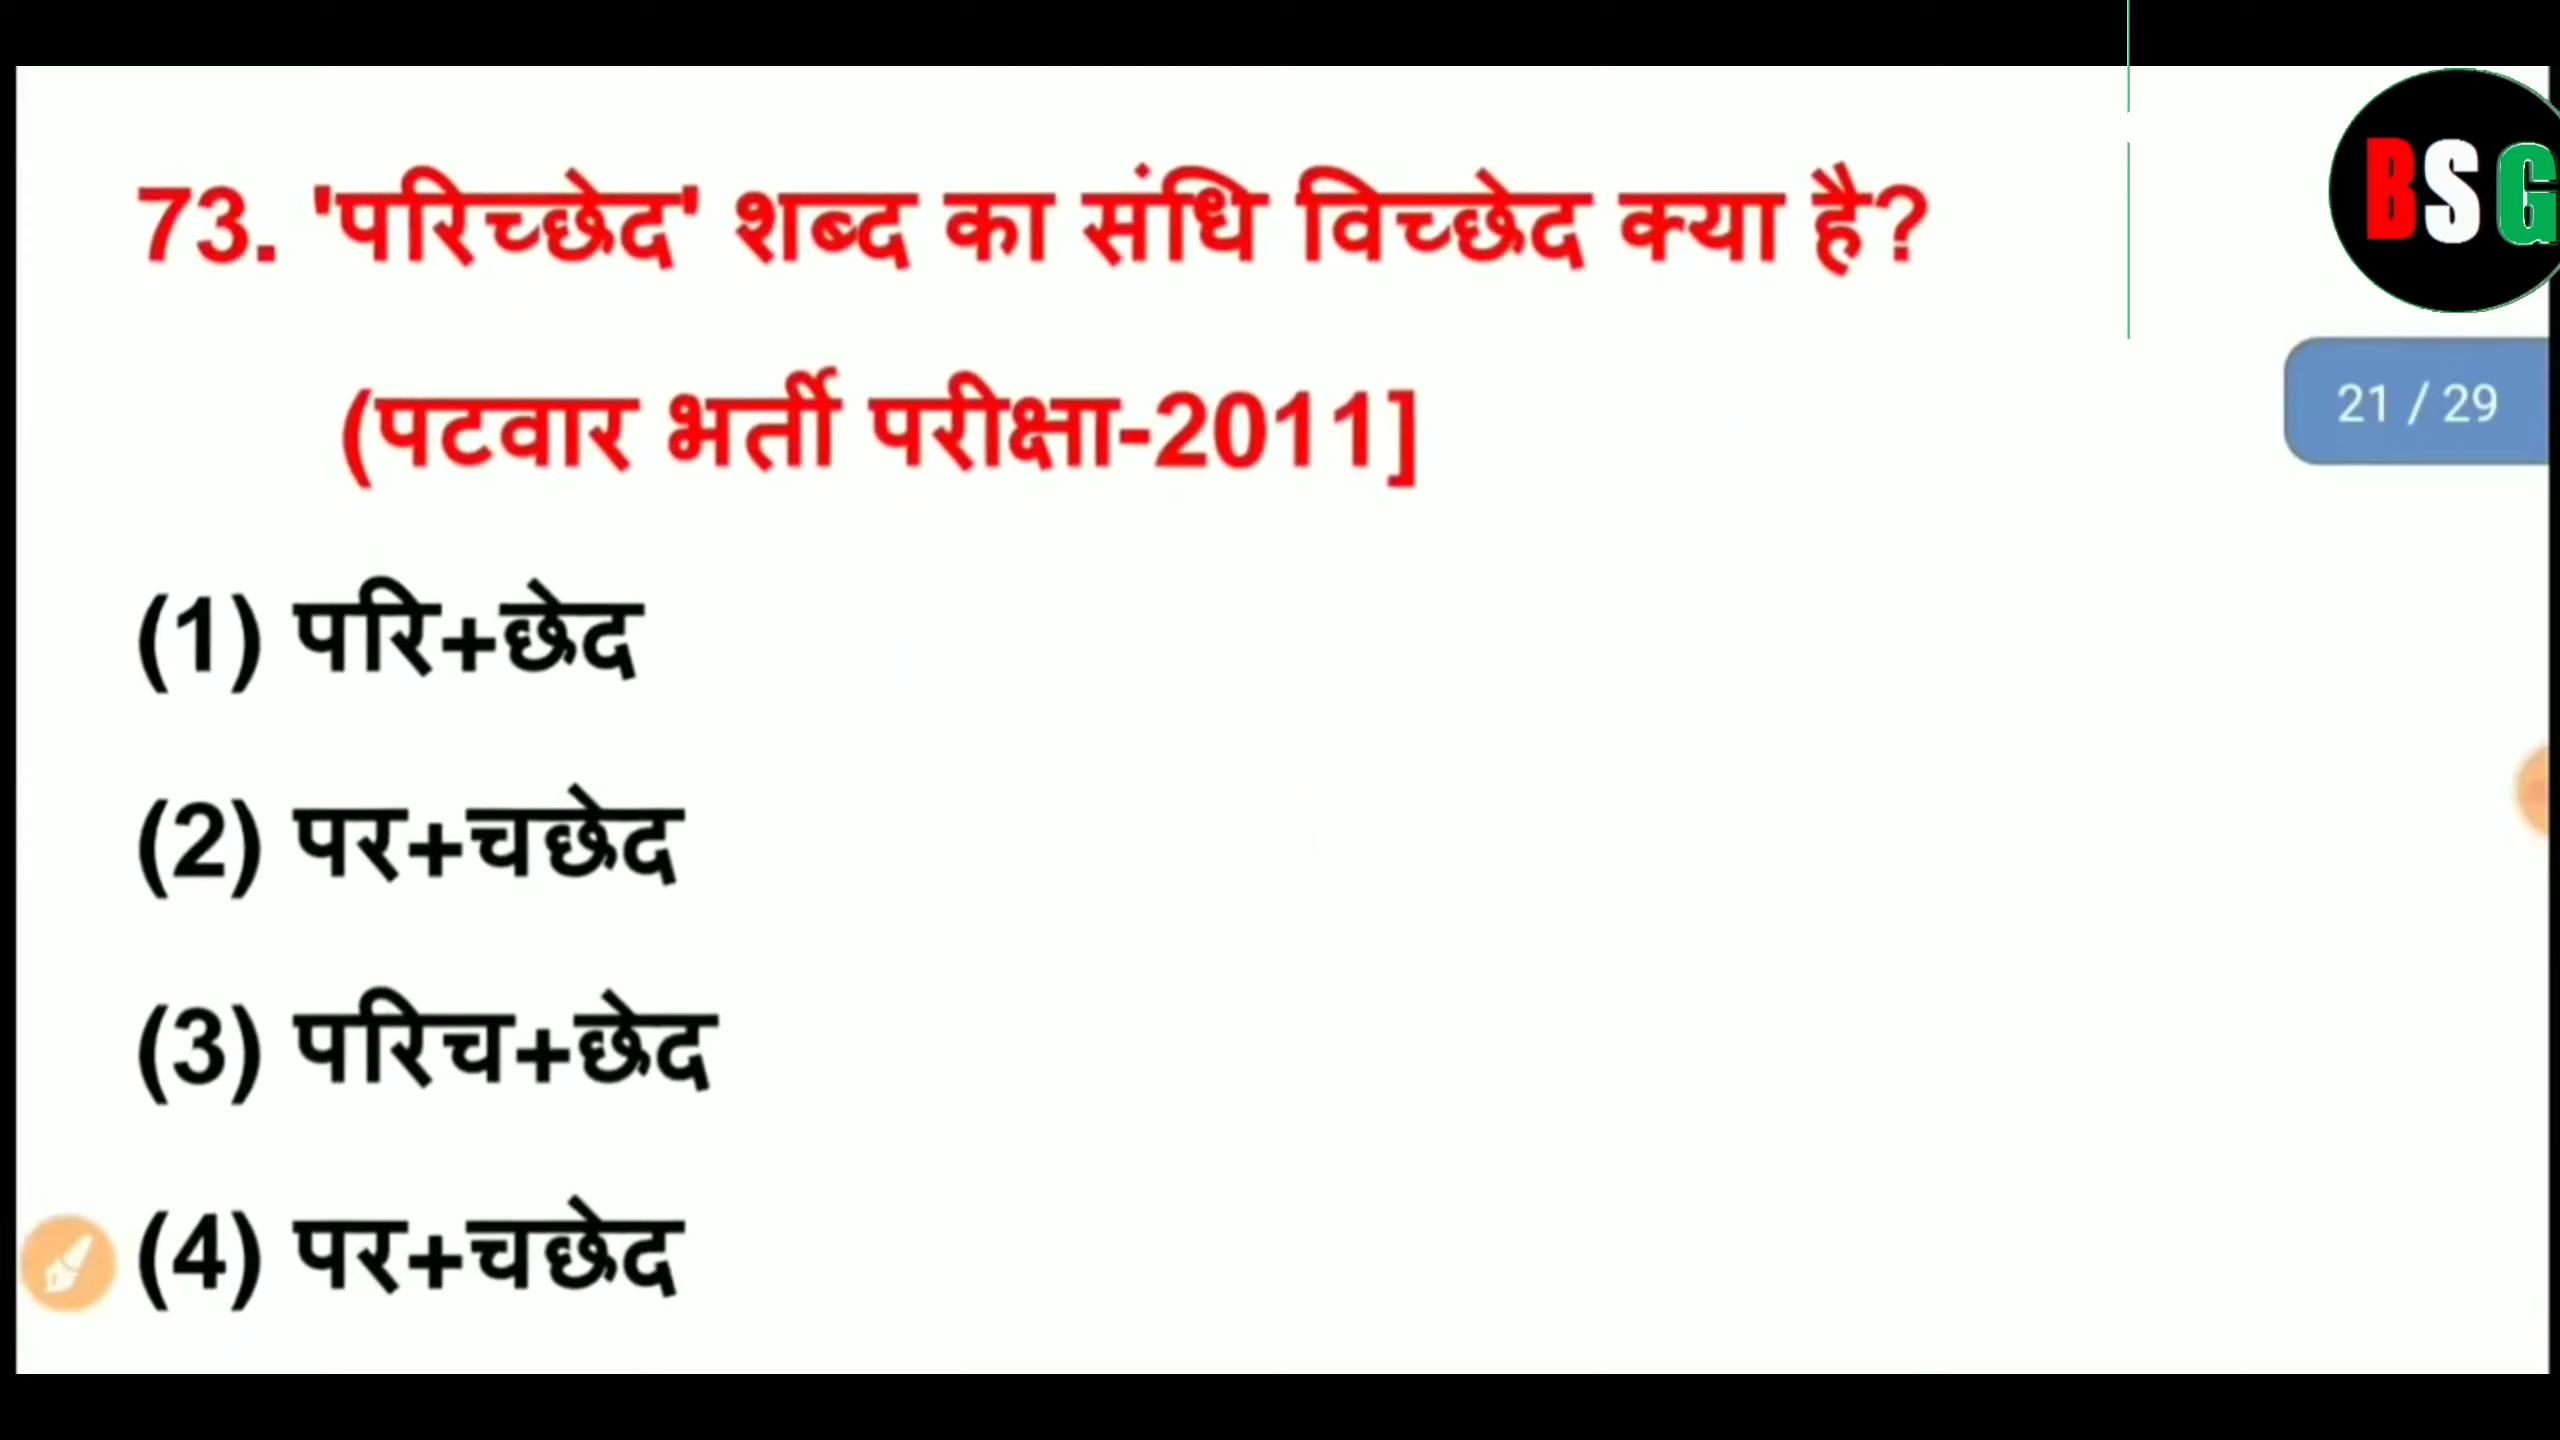 73. 'परिच्छेद' शब्द का संधि विच्छेद क्या है?
(पटवार भर्ती परीक्षा-2011]
(1) परि+छेद
(2) पर+चछेद
(3) परिच+छेद
(4) पर+चछेद
BSG
21 / 29